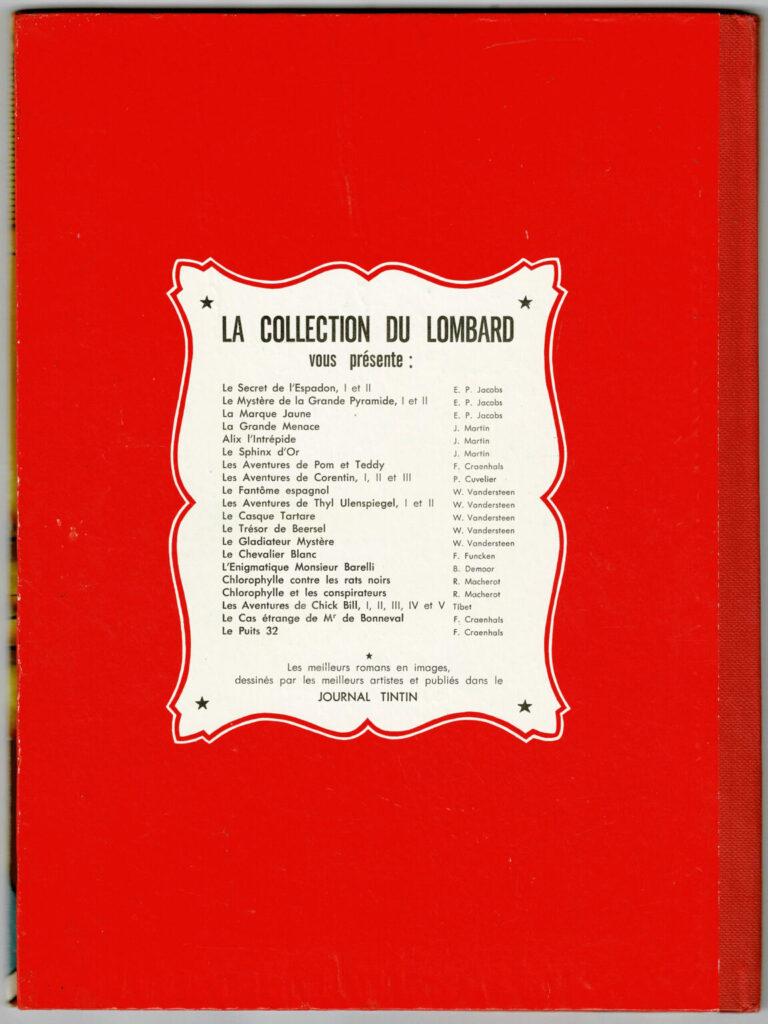 ★ ★
LA COLLECTION DU LOMBARD
vous présente :
Le Secret de l'Espadon, I et II E. P. Jacobs
Le Mystère de la Grande Pyramide, I et II E. P. Jacobs
La Marque Jaune E. P. Jacobs
La Grande Menace J. Martin
Alix l'Intrépide J. Martin
Le Sphinx d'Or J. Martin
Les Aventures de Pom et Teddy F. Craenhals
Les Aventures de Corentin, I, II et III P. Cuvelier
Le Fantôme espagnol W. Vandersteen
Les Aventures de Thyl Ulenspiegel, I et II W. Vandersteen
Le Casque Tartare W. Vandersteen
Le Trésor de Beersel W. Vandersteen
Le Gladiateur Mystère W. Vandersteen
Le Chevalier Blanc F. Funcken
L'Enigmatique Monsieur Barelli B. Demoor
Chlorophylle contre les rats noirs R. Macherot
Chlorophylle et les conspirateurs R. Macherot
Les Aventures de Chick Bill, I, II, III, IV et V Tibet
Le Cas étrange de Mr de Bonneval F. Craenhals
Le Puits 32 F. Craenhals
★
Les meilleurs romans en images,
dessinés par les meilleurs artistes et publiés dans le
JOURNAL TINTIN
★ ★